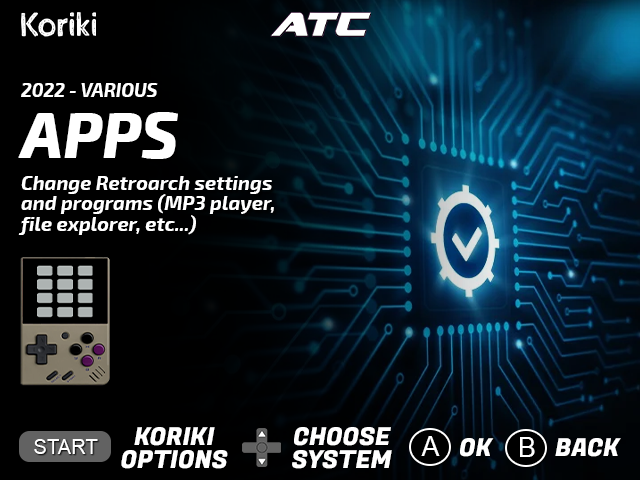 Koriki
ATC
2022 - VARIOUS
APPS
Change Retroarch settings
and programs (MP3 player,
file explorer, etc...)
START
KORIKI
OPTIONS
CHOOSE
SYSTEM
A
OK
B
BACK